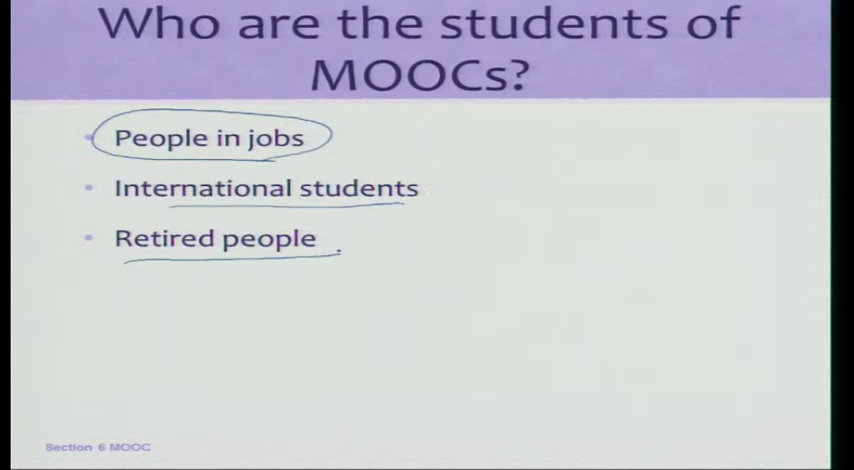 Who are the students of
MOOCs?
People in jobs
International students
Retired people
Section 6 MOOC